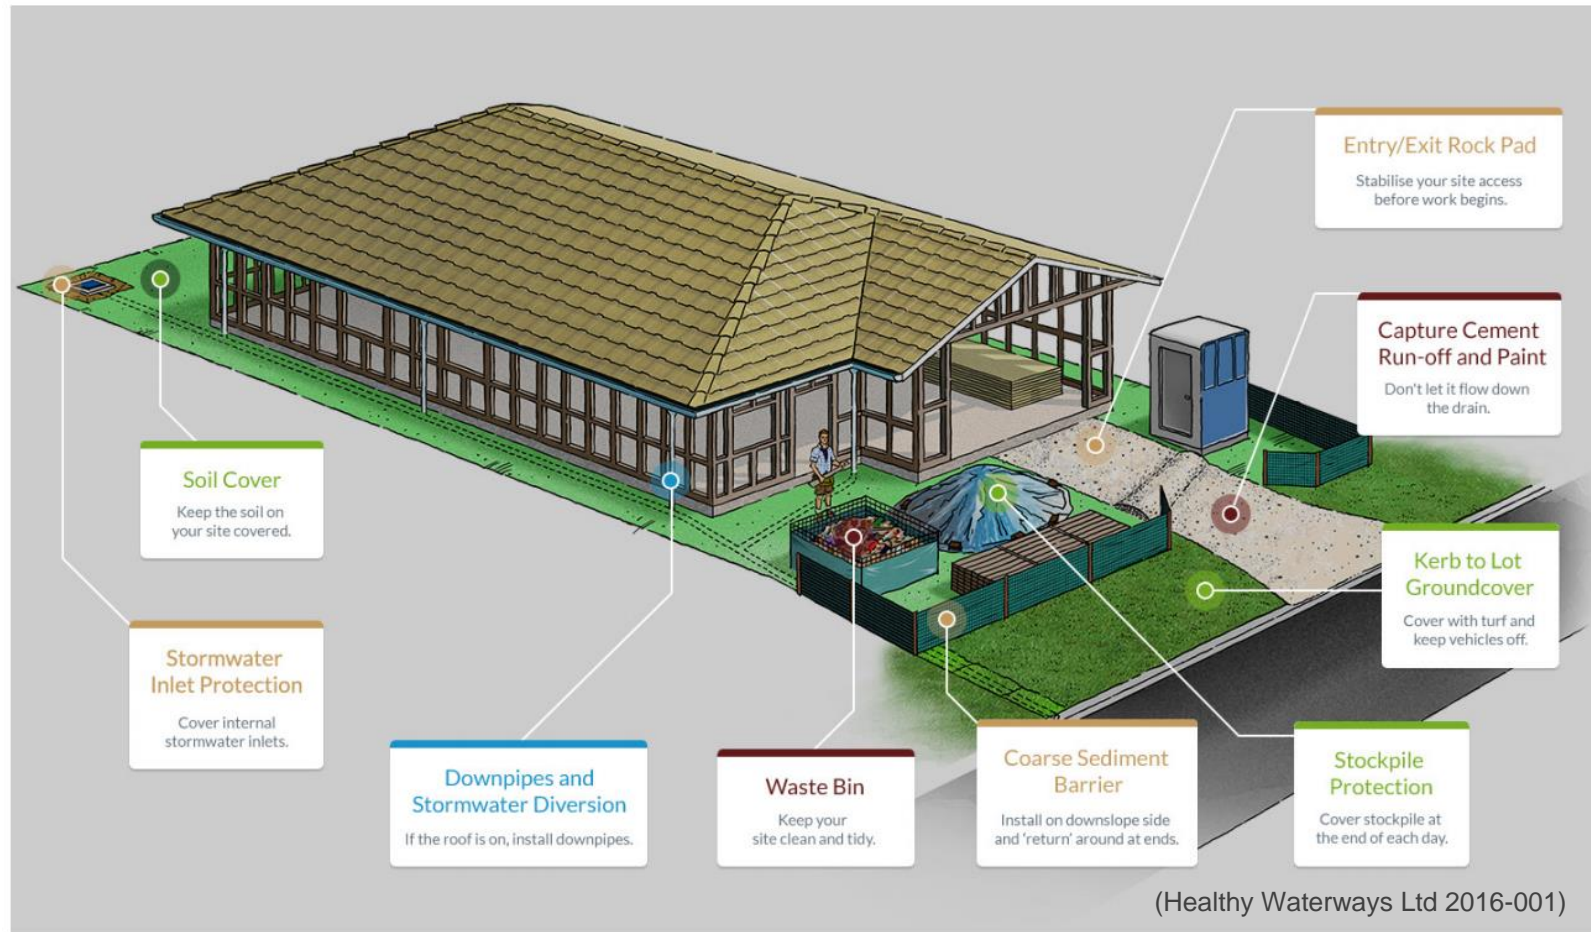 Entry/Exit Rock Pad
Stabilise your site access
before work begins.
Capture Cement
Run-off and Paint
Don't let it flow down
the drain.
Soil Cover
Keep the soil on
your site covered.
Kerb to Lot
Groundcover
Cover with turf and
keep vehicles off.
Stormwater
Inlet Protection
Cover internal
stormwater inlets.
Downpipes and
Stormwater Diversion
If the roof is on, install downpipes.
Waste Bin
Keep your
site clean and tidy.
Coarse Sediment
Barrier
Install on downslope side
and 'return' around at ends.
Stockpile
Protection
Cover stockpile at
the end of each day.
(Healthy Waterways Ltd 2016-001)